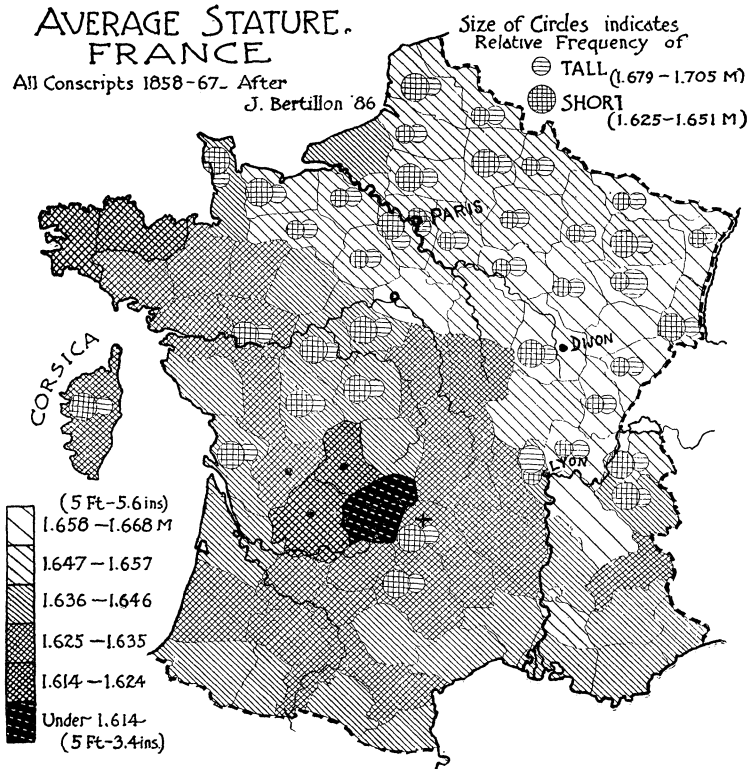 AVERAGE STATURE.
FRANCE
All Conscripts 1858-67_ After
J. Bertillon '86
Size of Circles indicates
Relative Frequency of
TALL (1.679 – 1.705 M)
SHORT
(1.625-1.651 M)
PARIS
DIJON
LYON
CORSICA
(5 Ft-5.6 ins)
1.658 – 1.668 M
1.647 – 1.657
1.636 – 1.646
1.625 – 1.635
1.614 – 1.624
Under 1.614
(5 Ft-3.4 ins.)